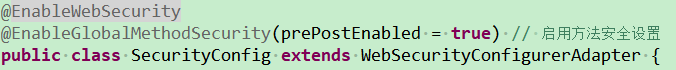 @EnableWebSecurity
@EnableGlobalMethodSecurity(prePostEnabled = true) // 启用方法安全设置
public class SecurityConfig extends WebSecurityConfigurerAdapter {